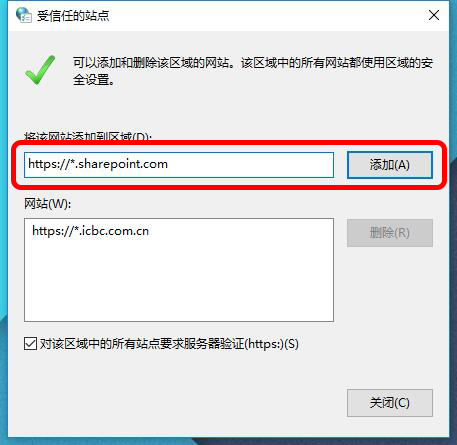 受信任的站点
可以添加和删除该区域的网站。该区域中的所有网站都使用区域的安
全设置。
将该网站添加到区域(D):
https://*.sharepoint.com
添加(A)
网站(W):
https://*.icbc.com.cn
删除(R)
对该区域中的所有站点要求服务器验证(https:)(S)
关闭(C)